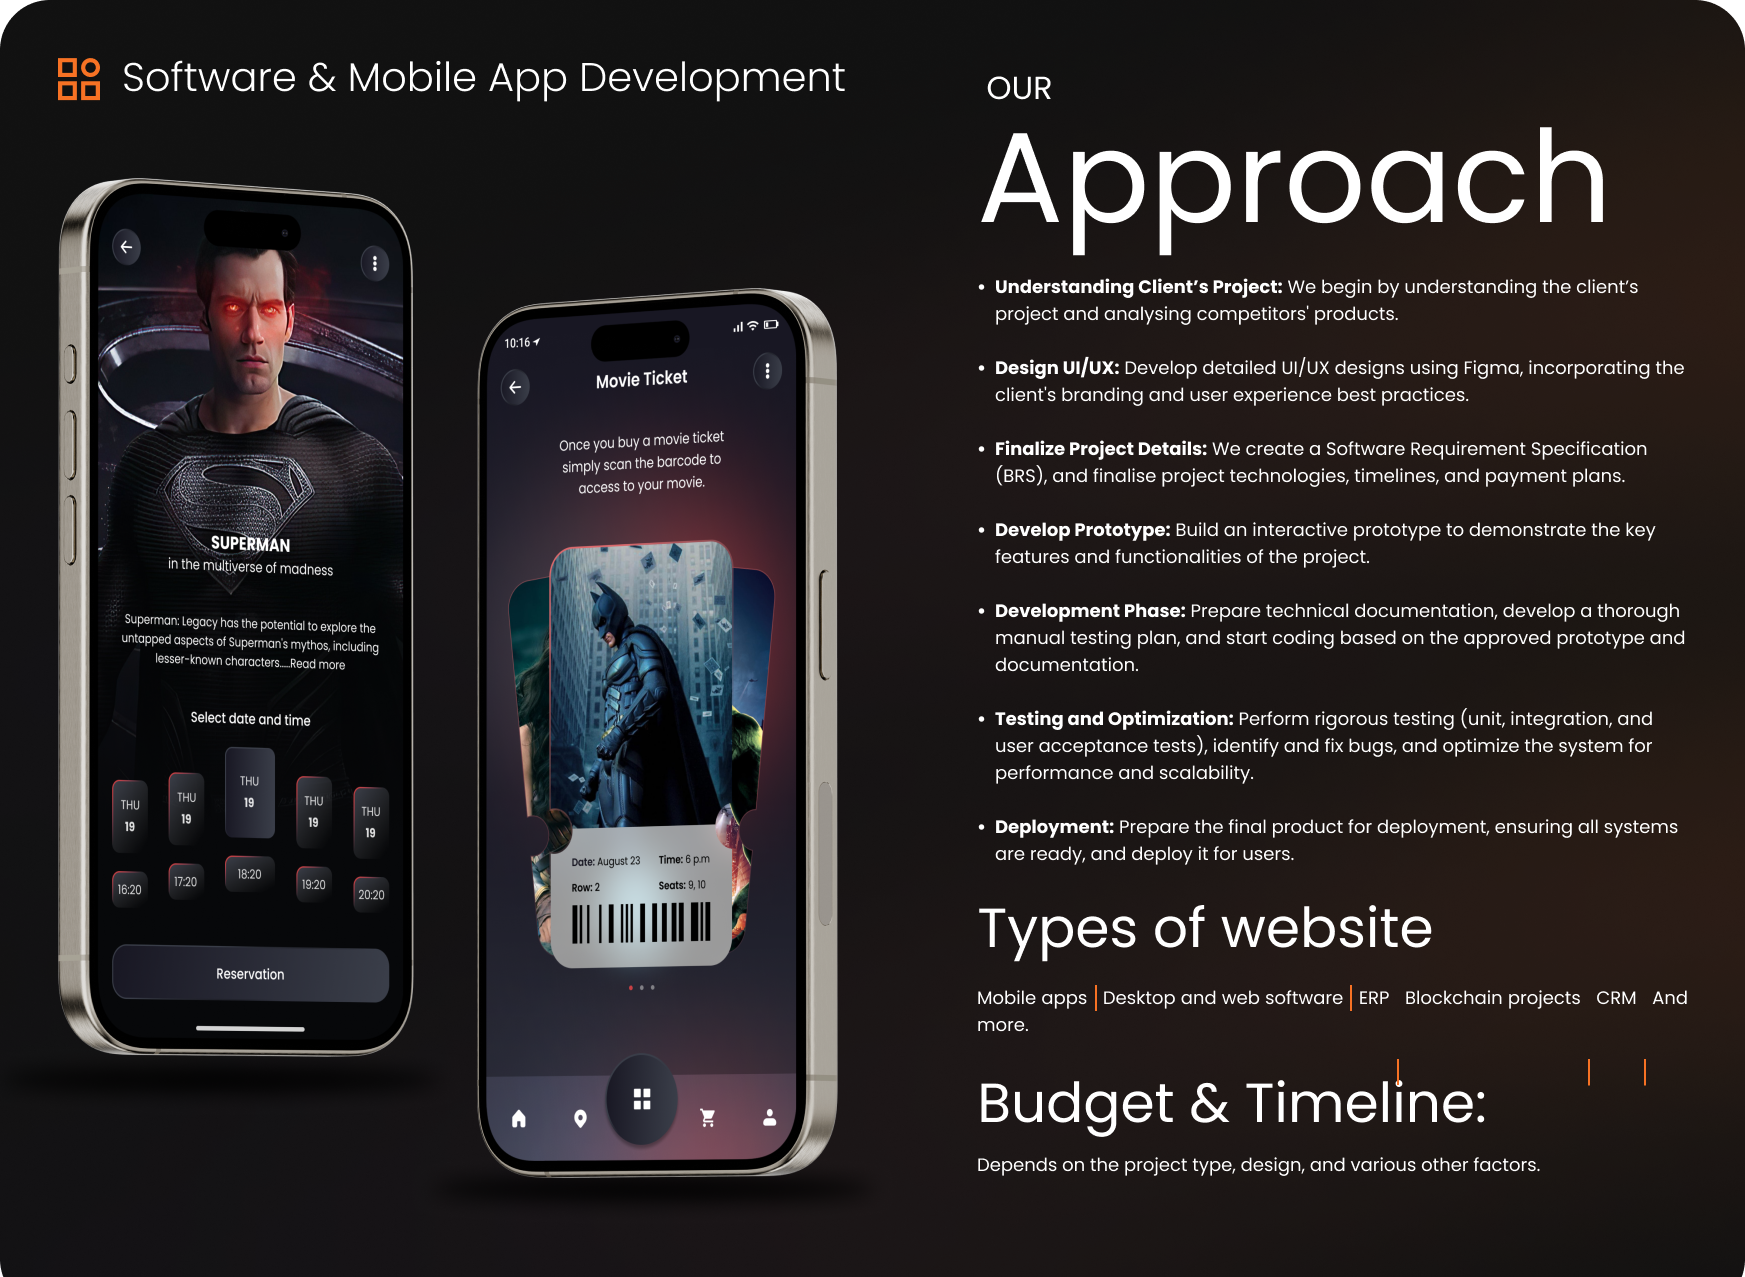 Software & Mobile App Development
SUPERMAN
in the multiverse of madness
Superman: Legacy has the potential to explore the
untapped aspects of Superman's mythos, including
lesser-known characters.....Read more
Select date and time
THU THU THU THU THU
19 19 19 19 19
16:20 17:20 18:20 19:20 20:20
Reservation
10:16
Movie Ticket
Once you buy a movie ticket
simply scan the barcode to
access to your movie.
Date: August 23 Time: 6 p.m
Row: 2 Seats: 9, 10
OUR
Approach
• Understanding Client’s Project: We begin by understanding the client’s
project and analysing competitors' products.
• Design UI/UX: Develop detailed UI/UX designs using Figma, incorporating the
client's branding and user experience best practices.
• Finalize Project Details: We create a Software Requirement Specification
(BRS), and finalise project technologies, timelines, and payment plans.
• Develop Prototype: Build an interactive prototype to demonstrate the key
features and functionalities of the project.
• Development Phase: Prepare technical documentation, develop a thorough
manual testing plan, and start coding based on the approved prototype and
documentation.
• Testing and Optimization: Perform rigorous testing (unit, integration, and
user acceptance tests), identify and fix bugs, and optimize the system for
performance and scalability.
• Deployment: Prepare the final product for deployment, ensuring all systems
are ready, and deploy it for users.
Types of website
Mobile apps | Desktop and web software | ERP Blockchain projects CRM And
more.
Budget & Timeline:
Depends on the project type, design, and various other factors.